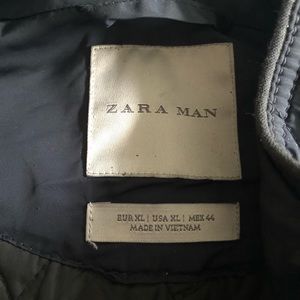 ZARA MAN
EUR XL | USA XL | MEX 44
MADE IN VIETNAM